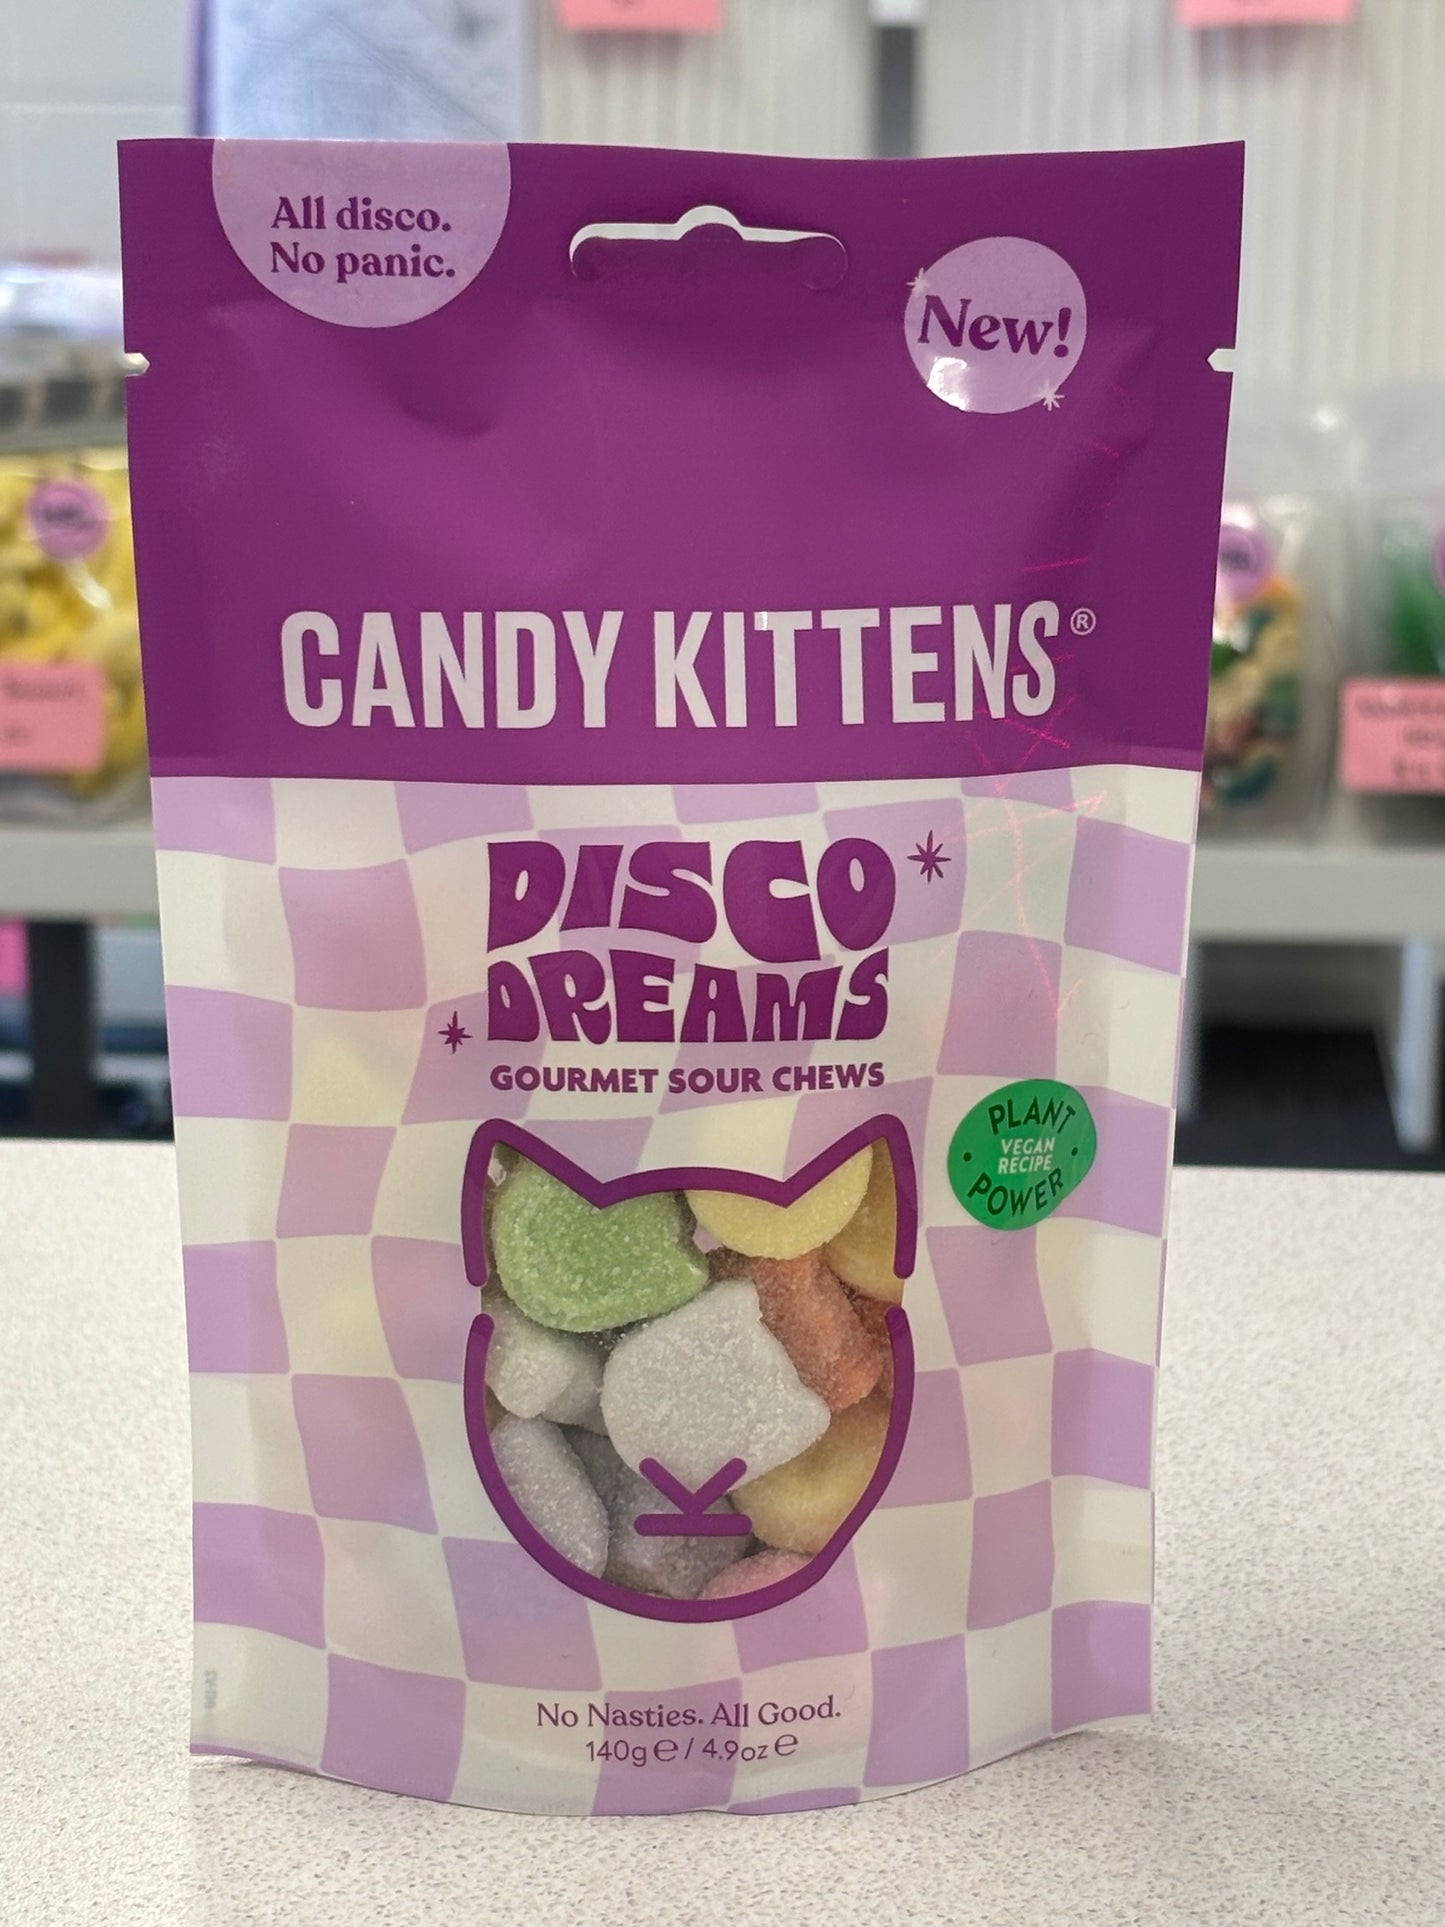 All disco.
No panic.
New!
CANDY KITTENS®
DISCO
DREAMS
GOURMET SOUR CHEWS
PLANT
VEGAN
RECIPE
POWER
K
No Nasties. All Good.
140g℮ / 4.9oz℮